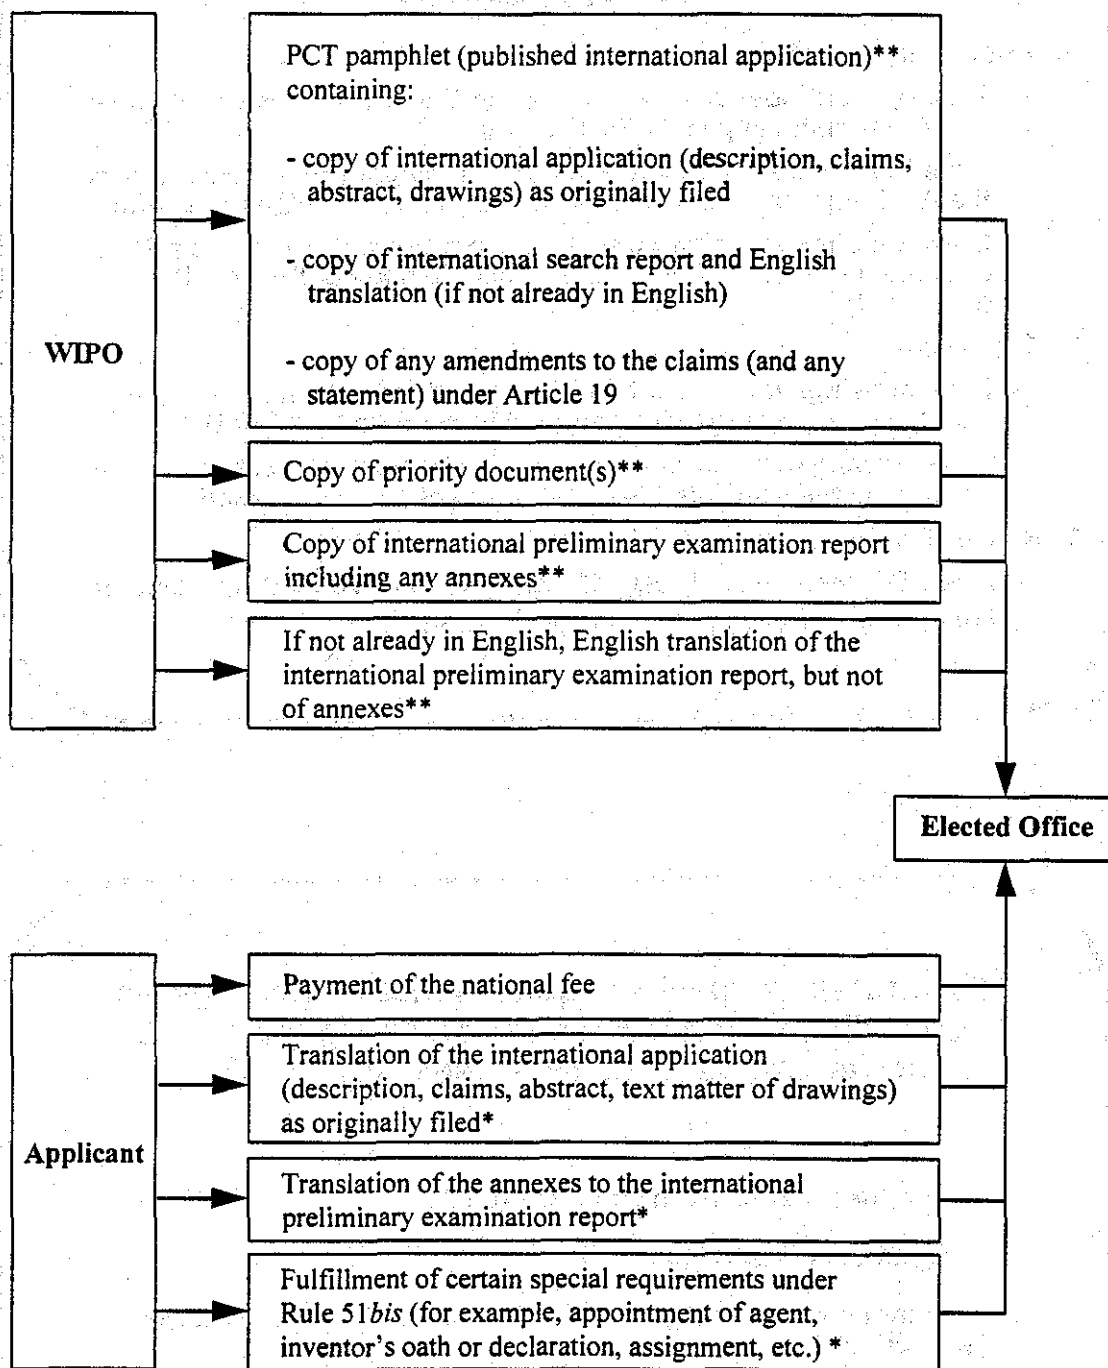 PCT pamphlet (published international application)**
containing:
- copy of international application (description, claims,
abstract, drawings) as originally filed
- copy of international search report and English
translation (if not already in English)
- copy of any amendments to the claims (and any
statement) under Article 19
WIPO
Copy of priority document(s)**
Copy of international preliminary examination report
including any annexes**
If not already in English, English translation of the
international preliminary examination report, but not
of annexes**
Elected Office
Payment of the national fee
Translation of the international application
(description, claims, abstract, text matter of drawings)
as originally filed*
Applicant
Translation of the annexes to the international
preliminary examination report*
Fulfillment of certain special requirements under
Rule 51bis (for example, appointment of agent,
inventor's oath or declaration, assignment, etc.) *